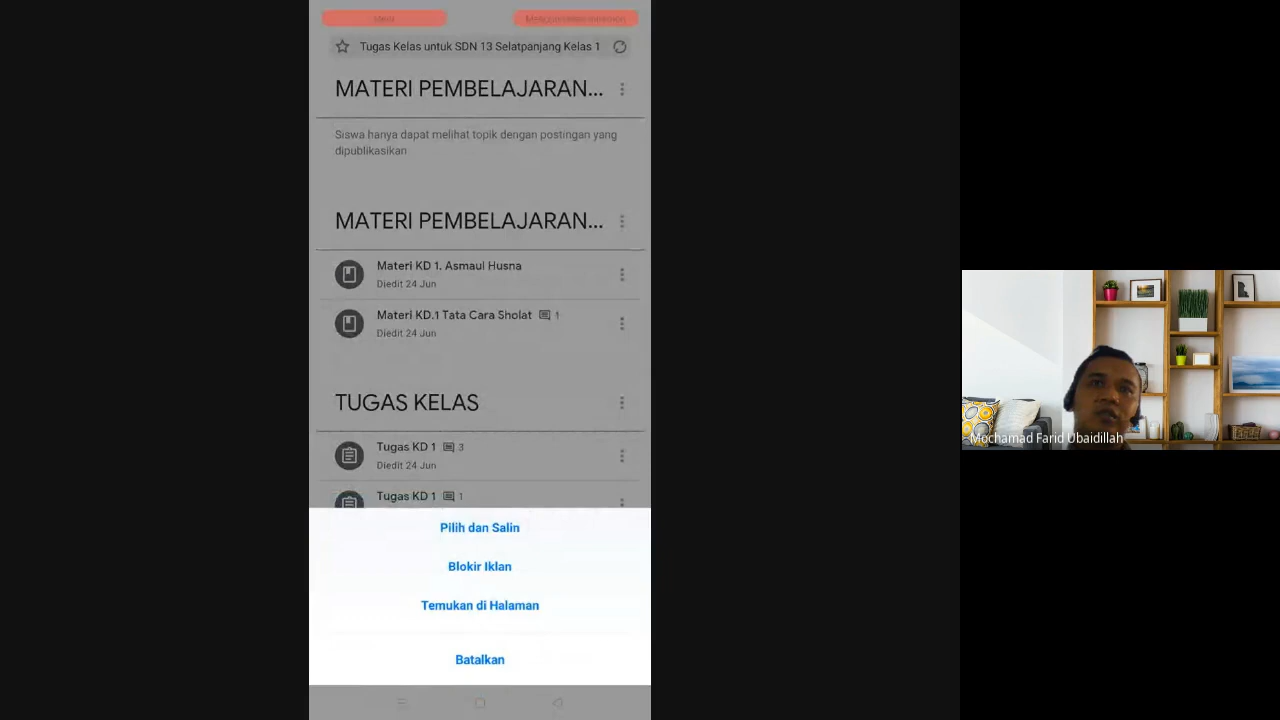 Tugas Kelas untuk SDN 13 Selatpanjang Kelas 1
MATERI PEMBELAJARAN...
Siswa hanya dapat melihat topik dengan postingan yang
dipublikasikan
MATERI PEMBELAJARAN...
Materi KD 1. Asmaul Husna
Diedit 24 Jun
Materi KD.1 Tata Cara Sholat 1
Diedit 24 Jun
TUGAS KELAS
Tugas KD 1 3
Diedit 24 Jun
Tugas KD 1 1
Pilih dan Salin
Blokir Iklan
Temukan di Halaman
Batalkan
Mochamad Farid Ubaidillah